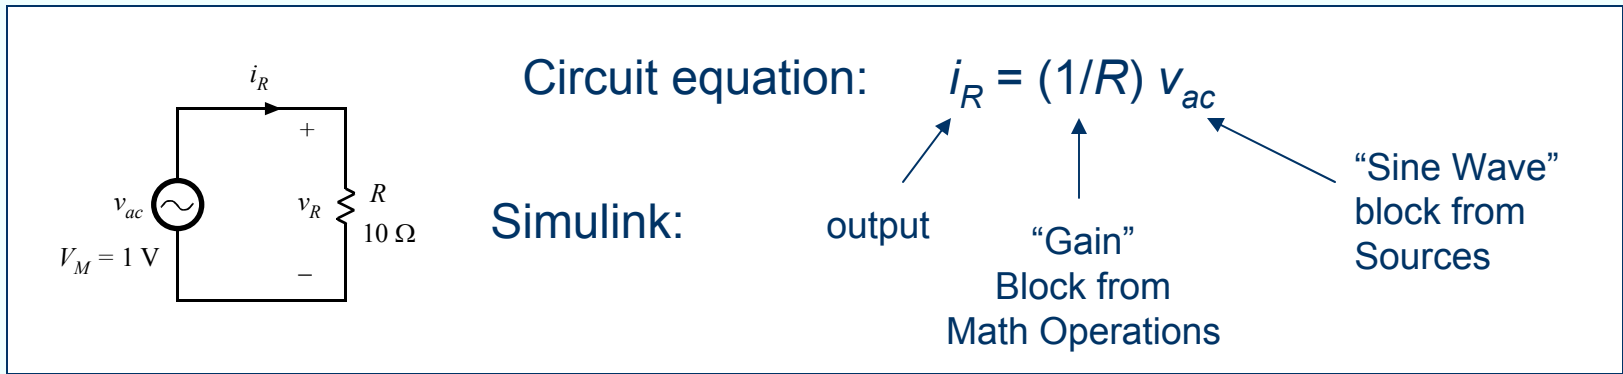 i_R
+
v_ac
v_R
R
10 Ω
V_M = 1 V
–
Circuit equation: i_R = (1/R) v_ac
Simulink:
output
“Gain”
Block from
Math Operations
“Sine Wave”
block from
Sources